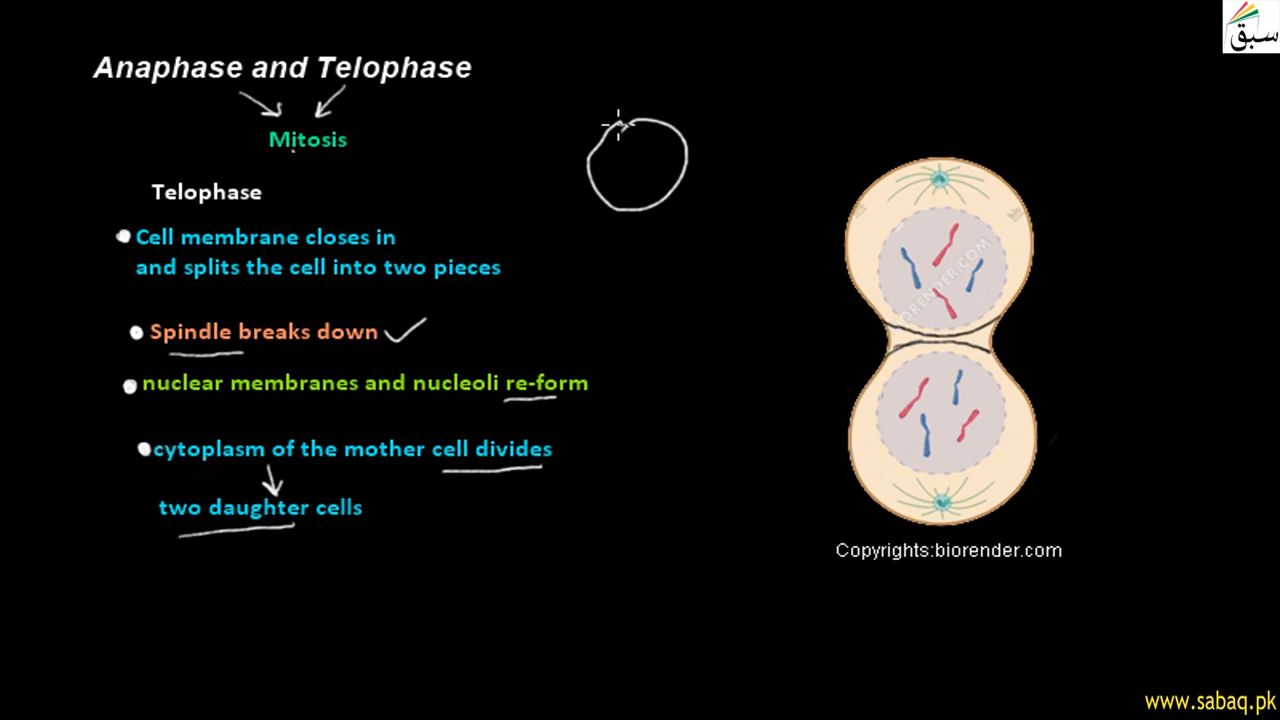 سبق
Anaphase and Telophase
Mitosis
Telophase
Cell membrane closes in
and splits the cell into two pieces
Spindle breaks down
nuclear membranes and nucleoli re-form
cytoplasm of the mother cell divides
two daughter cells
ORENDER.COM
Copyrights:biorender.com
www.sabaq.pk